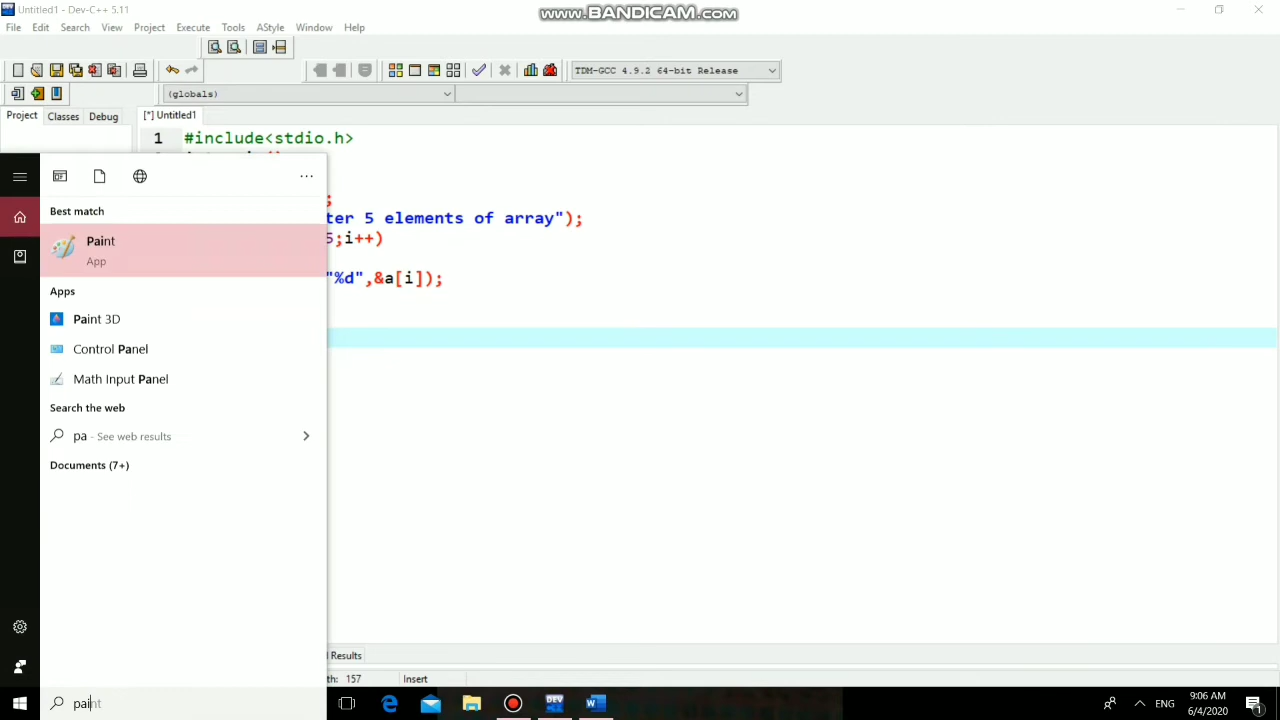 Untitled1 - Dev-C++ 5.11
www.BANDICAM.com
File Edit Search View Project Execute Tools AStyle Window Help
TDM-GCC 4.9.2 64-bit Release
(globals)
Project Classes Debug [*] Untitled1
1 #include<stdio.h>
;
ter 5 elements of array");
5;i++)
"%d",&a[i]);
Best match
Paint
App
Apps
Paint 3D
Control Panel
Math Input Panel
Search the web
pa - See web results
Documents (7+)
Results
th: 157 Insert
paint
ENG
9:06 AM
6/4/2020
1